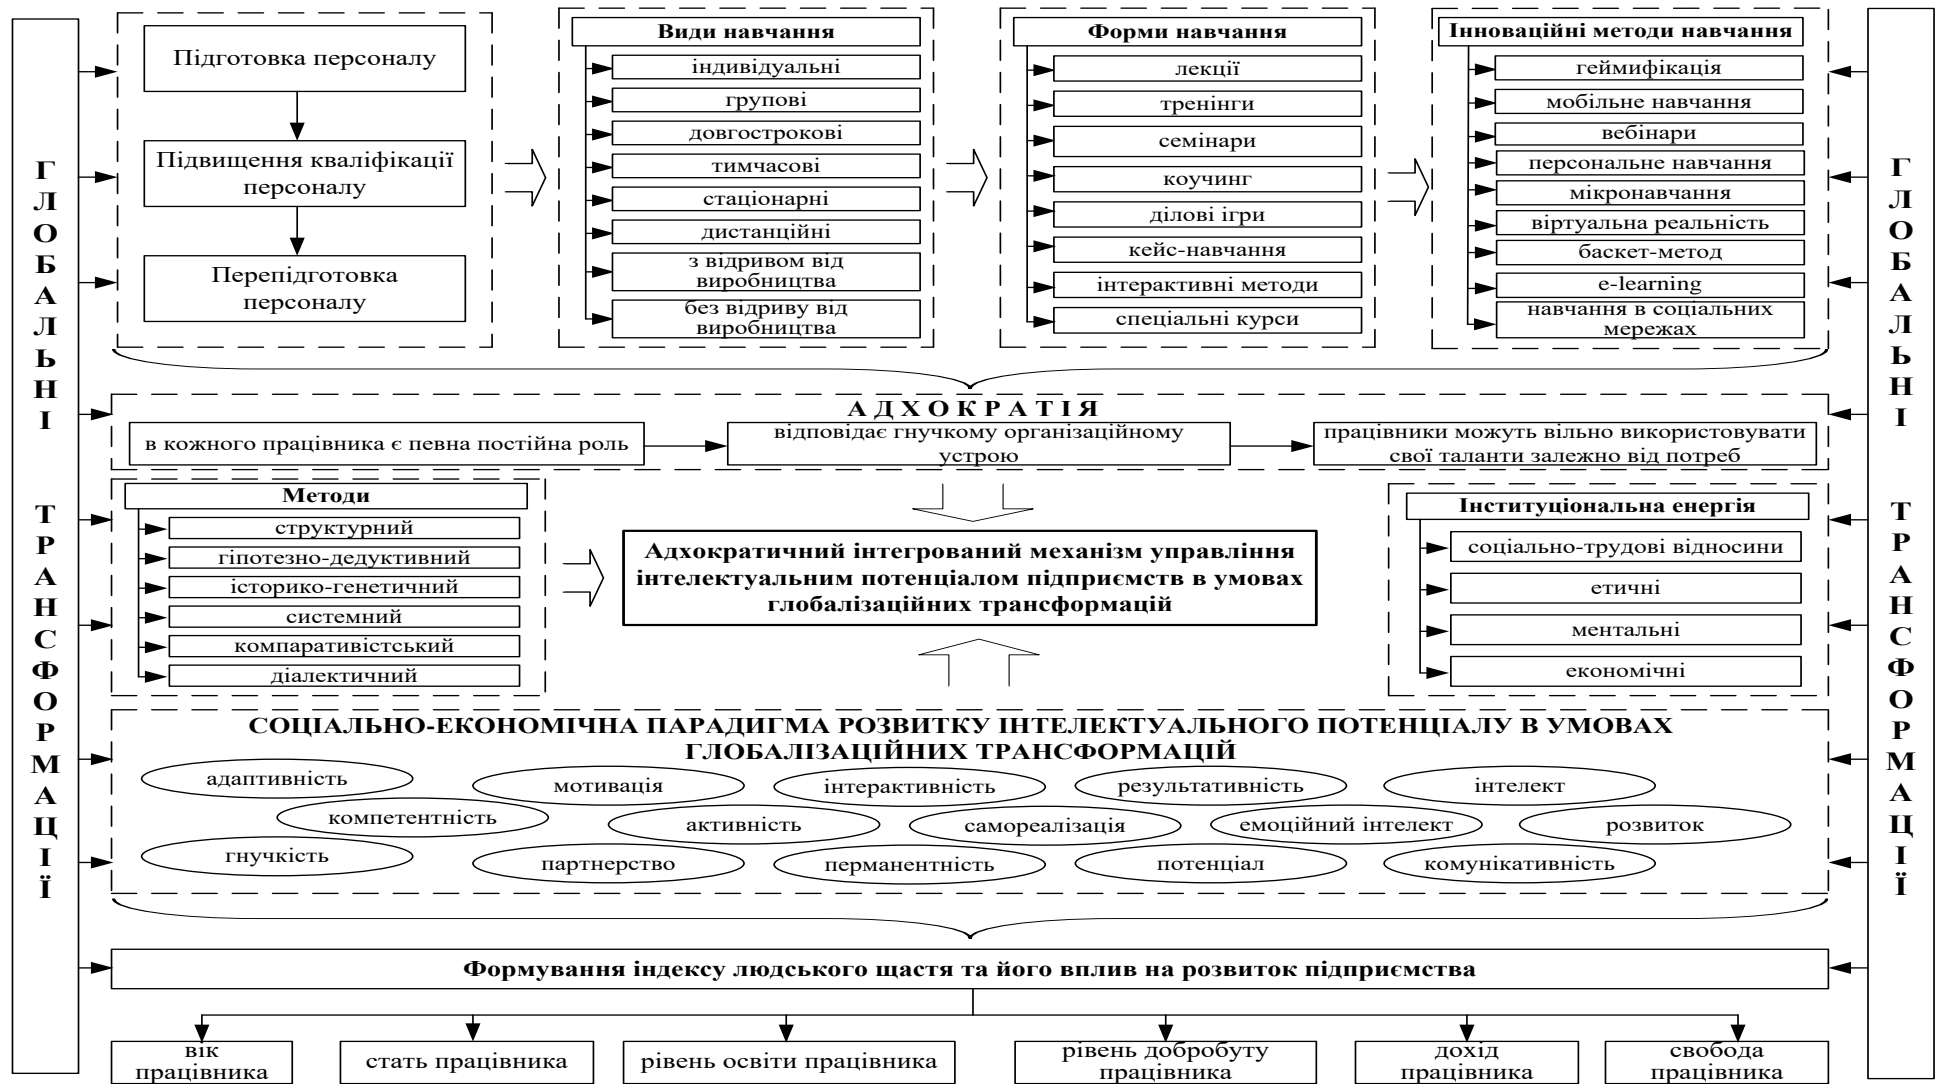 ГЛОБАЛЬНІ ТРАНСФОРМАЦІЇ
Підготовка персоналу
Підвищення кваліфікації
персоналу
Перепідготовка
персоналу
Види навчання
індивідуальні
групові
довгострокові
тимчасові
стаціонарні
дистанційні
з відривом від
виробництва
без відриву від
виробництва
Форми навчання
лекції
тренінги
семінари
коучинг
ділові ігри
кейс-навчання
інтерактивні методи
спеціальні курси
Інноваційні методи навчання
геймифікація
мобільне навчання
вебінари
персональне навчання
мікронавчання
віртуальна реальність
баскет-метод
e-learning
навчання в соціальних
мережах
ГЛОБАЛЬНІ ТРАНСФОРМАЦІЇ
АДХОКРАТІЯ
в кожного працівника є певна постійна роль
відповідає гнучкому організаційному
устрою
працівники можуть вільно використовувати
свої таланти залежно від потреб
Методи
структурний
гіпотезно-дедуктивний
історико-генетичний
системний
компаративістський
діалектичний
Адхократичний інтегрований механізм управління
інтелектуальним потенціалом підприємств в умовах
глобалізаційних трансформацій
Інституціональна енергія
соціально-трудові відносини
етичні
ментальні
економічні
СОЦІАЛЬНО-ЕКОНОМІЧНА ПАРАДИГМА РОЗВИТКУ ІНТЕЛЕКТУАЛЬНОГО ПОТЕНЦІАЛУ В УМОВАХ
ГЛОБАЛІЗАЦІЙНИХ ТРАНСФОРМАЦІЙ
адаптивність
мотивація
інтерактивність
результативність
інтелект
компетентність
активність
самореалізація
емоційний інтелект
розвиток
гнучкість
партнерство
перманентність
потенціал
комунікативність
Формування індексу людського щастя та його вплив на розвиток підприємства
вік
працівника
стать працівника
рівень освіти працівника
рівень добробуту
працівника
дохід
працівника
свобода
працівника